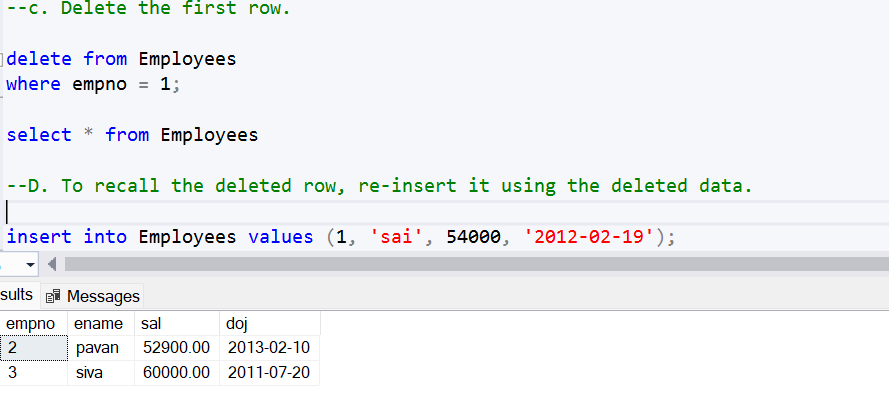 --c. Delete the first row.
delete from Employees
where empno = 1;
select * from Employees
--D. To recall the deleted row, re-insert it using the deleted data.
insert into Employees values (1, 'sai', 54000, '2012-02-19');
sults Messages
empno ename sal doj
2 pavan 52900.00 2013-02-10
3 siva 60000.00 2011-07-20